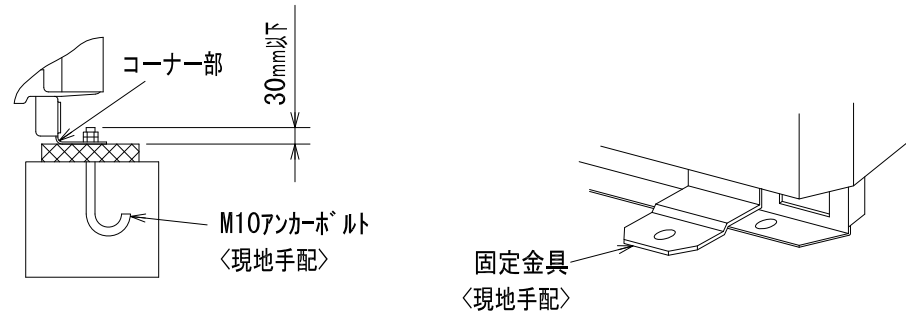 コーナー部
30mm以下
M10アンカーボルト
〈現地手配〉
固定金具
〈現地手配〉